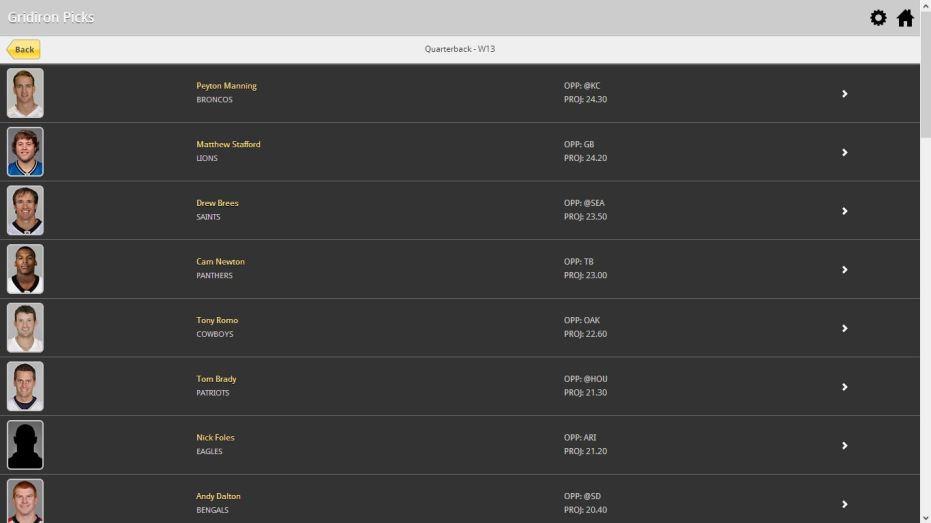 Gridiron Picks
Back
Quarterback - W13
Peyton Manning
BRONCOS
OPP: @KC
PROJ: 24.30
Matthew Stafford
LIONS
OPP: GB
PROJ: 24.20
Drew Brees
SAINTS
OPP: @SEA
PROJ: 23.50
Cam Newton
PANTHERS
OPP: TB
PROJ: 23.00
Tony Romo
COWBOYS
OPP: OAK
PROJ: 22.60
Tom Brady
PATRIOTS
OPP: @HOU
PROJ: 21.30
Nick Foles
EAGLES
OPP: ARI
PROJ: 21.20
Andy Dalton
BENGALS
OPP: @SD
PROJ: 20.40